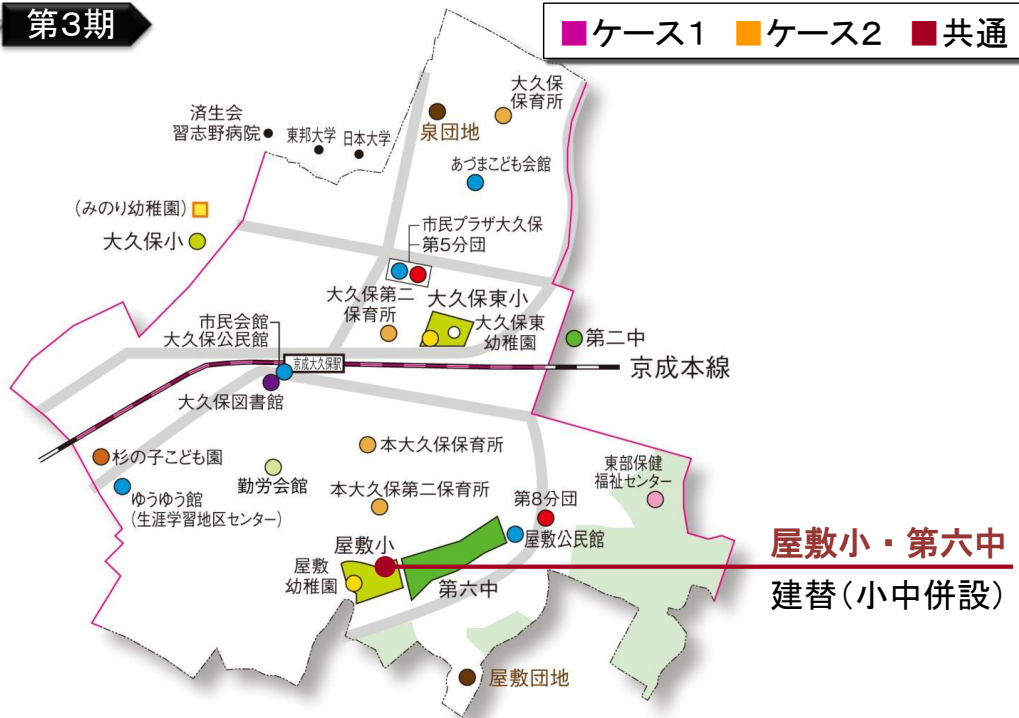 第3期
■ケース1 ■ケース2 ■共通
大久保
保育所
済生会
習志野病院
東邦大学
日本大学
泉団地
あづまこども会館
(みのり幼稚園)
大久保小
市民プラザ大久保
第5分団
大久保第二
保育所
大久保東小
大久保東
幼稚園
第二中
市民会館
大久保公民館
京成大久保駅
京成本線
大久保図書館
本大久保保育所
杉の子こども園
勤労会館
東部保健
福祉センター
ゆうゆう館
(生涯学習地区センター)
本大久保第二保育所
第8分団
屋敷公民館
屋敷小
屋敷
幼稚園
第六中
屋敷小・第六中
建替(小中併設)
屋敷団地